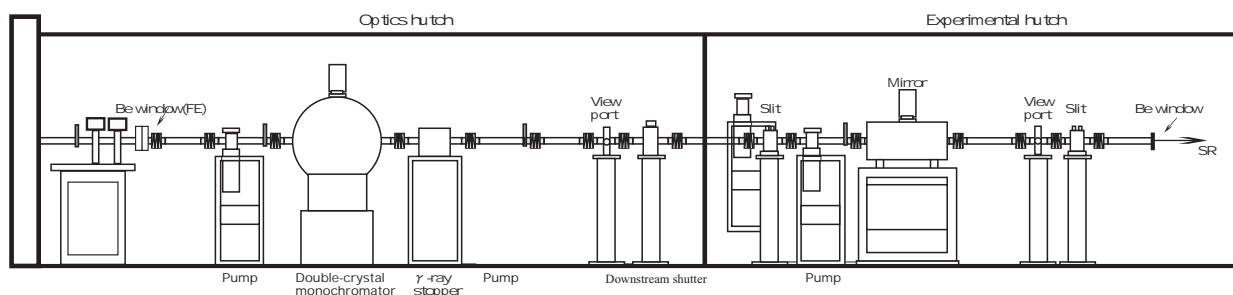 Optics hutch
Experimental hutch
Be window(FE)
View
port
Slit
Mirror
View
port
Slit
Be window
SR
Pump
Double-crystal
monochromator
γ-ray
stopper
Pump
Downstream shutter
Pump